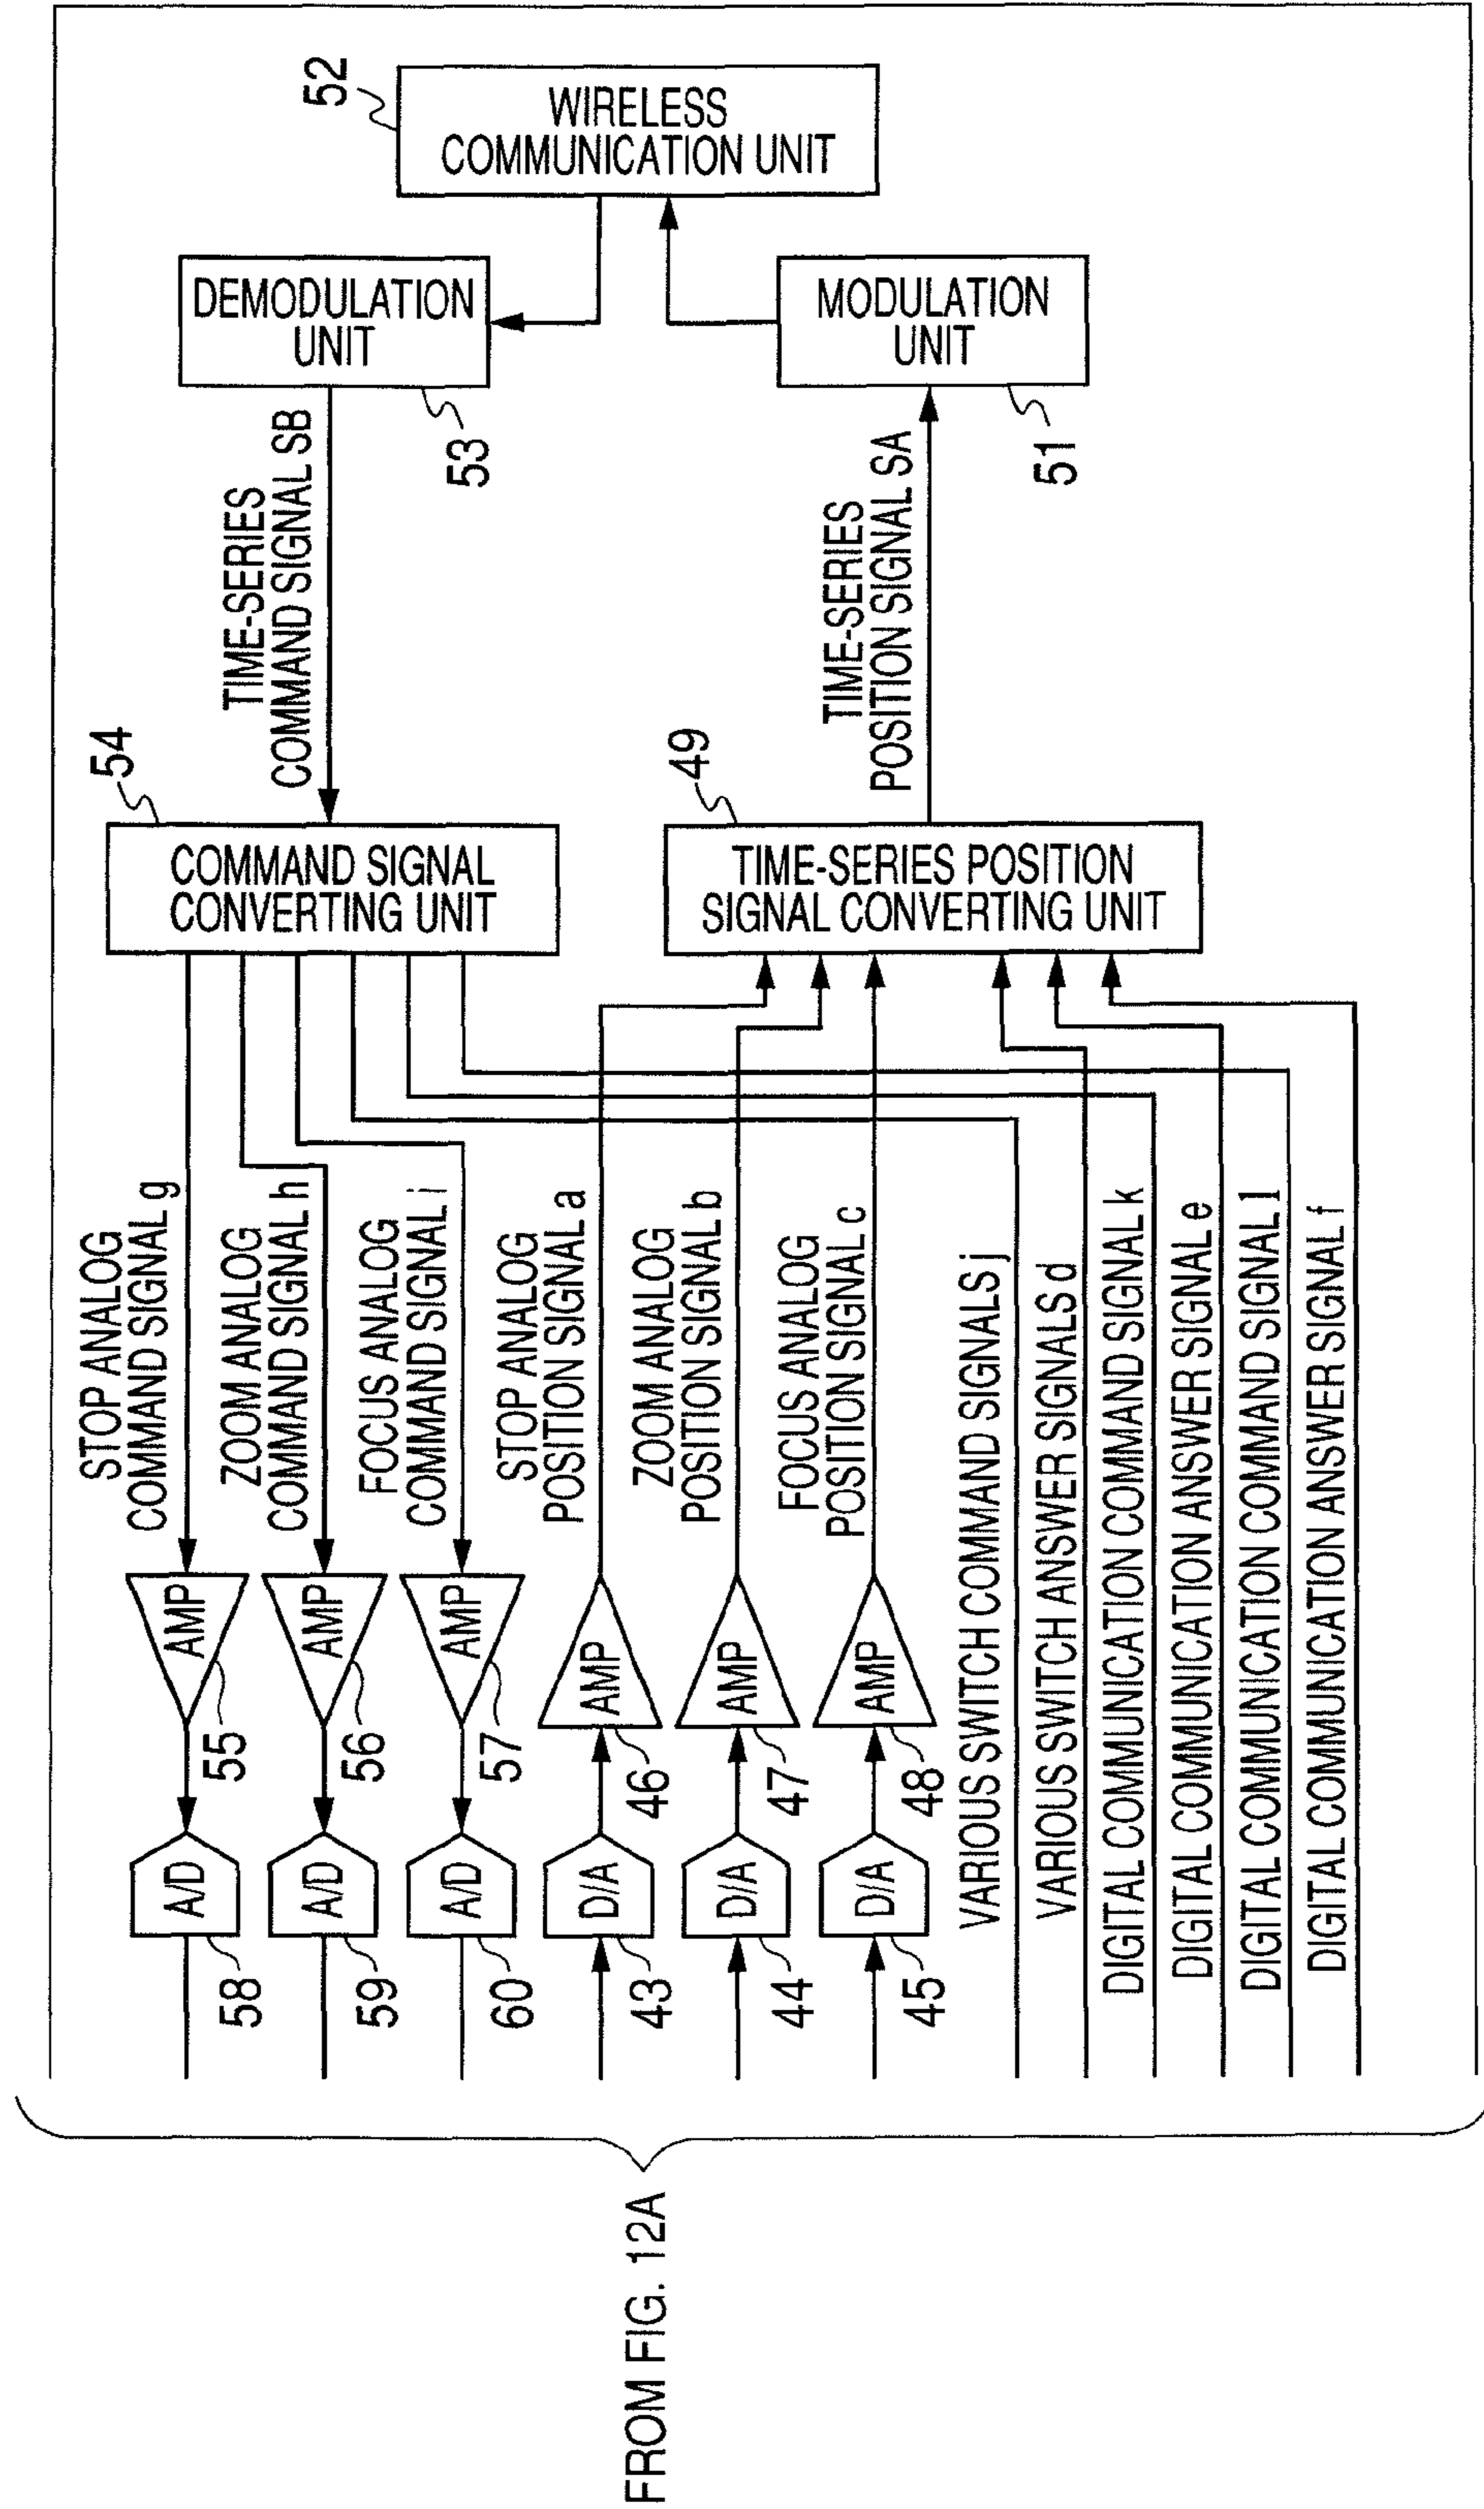 FROM FIG. 12A
58
A/D
55
AMP
STOP ANALOG
COMMAND SIGNAL g
59
A/D
56
AMP
ZOOM ANALOG
COMMAND SIGNAL h
60
A/D
57
AMP
FOCUS ANALOG
COMMAND SIGNAL i
43
D/A
46
AMP
STOP ANALOG
POSITION SIGNAL a
44
D/A
47
AMP
ZOOM ANALOG
POSITION SIGNAL b
45
D/A
48
AMP
FOCUS ANALOG
POSITION SIGNAL c
VARIOUS SWITCH COMMAND SIGNALS j
VARIOUS SWITCH ANSWER SIGNALS d
DIGITAL COMMUNICATION COMMAND SIGNAL k
DIGITAL COMMUNICATION ANSWER SIGNAL e
DIGITAL COMMUNICATION COMMAND SIGNAL l
DIGITAL COMMUNICATION ANSWER SIGNAL f
54
COMMAND SIGNAL
CONVERTING UNIT
49
TIME-SERIES POSITION
SIGNAL CONVERTING UNIT
TIME-SERIES
COMMAND SIGNAL SB
TIME-SERIES
POSITION SIGNAL SA
DEMODULATION
UNIT
53
MODULATION
UNIT
51
52
WIRELESS
COMMUNICATION UNIT